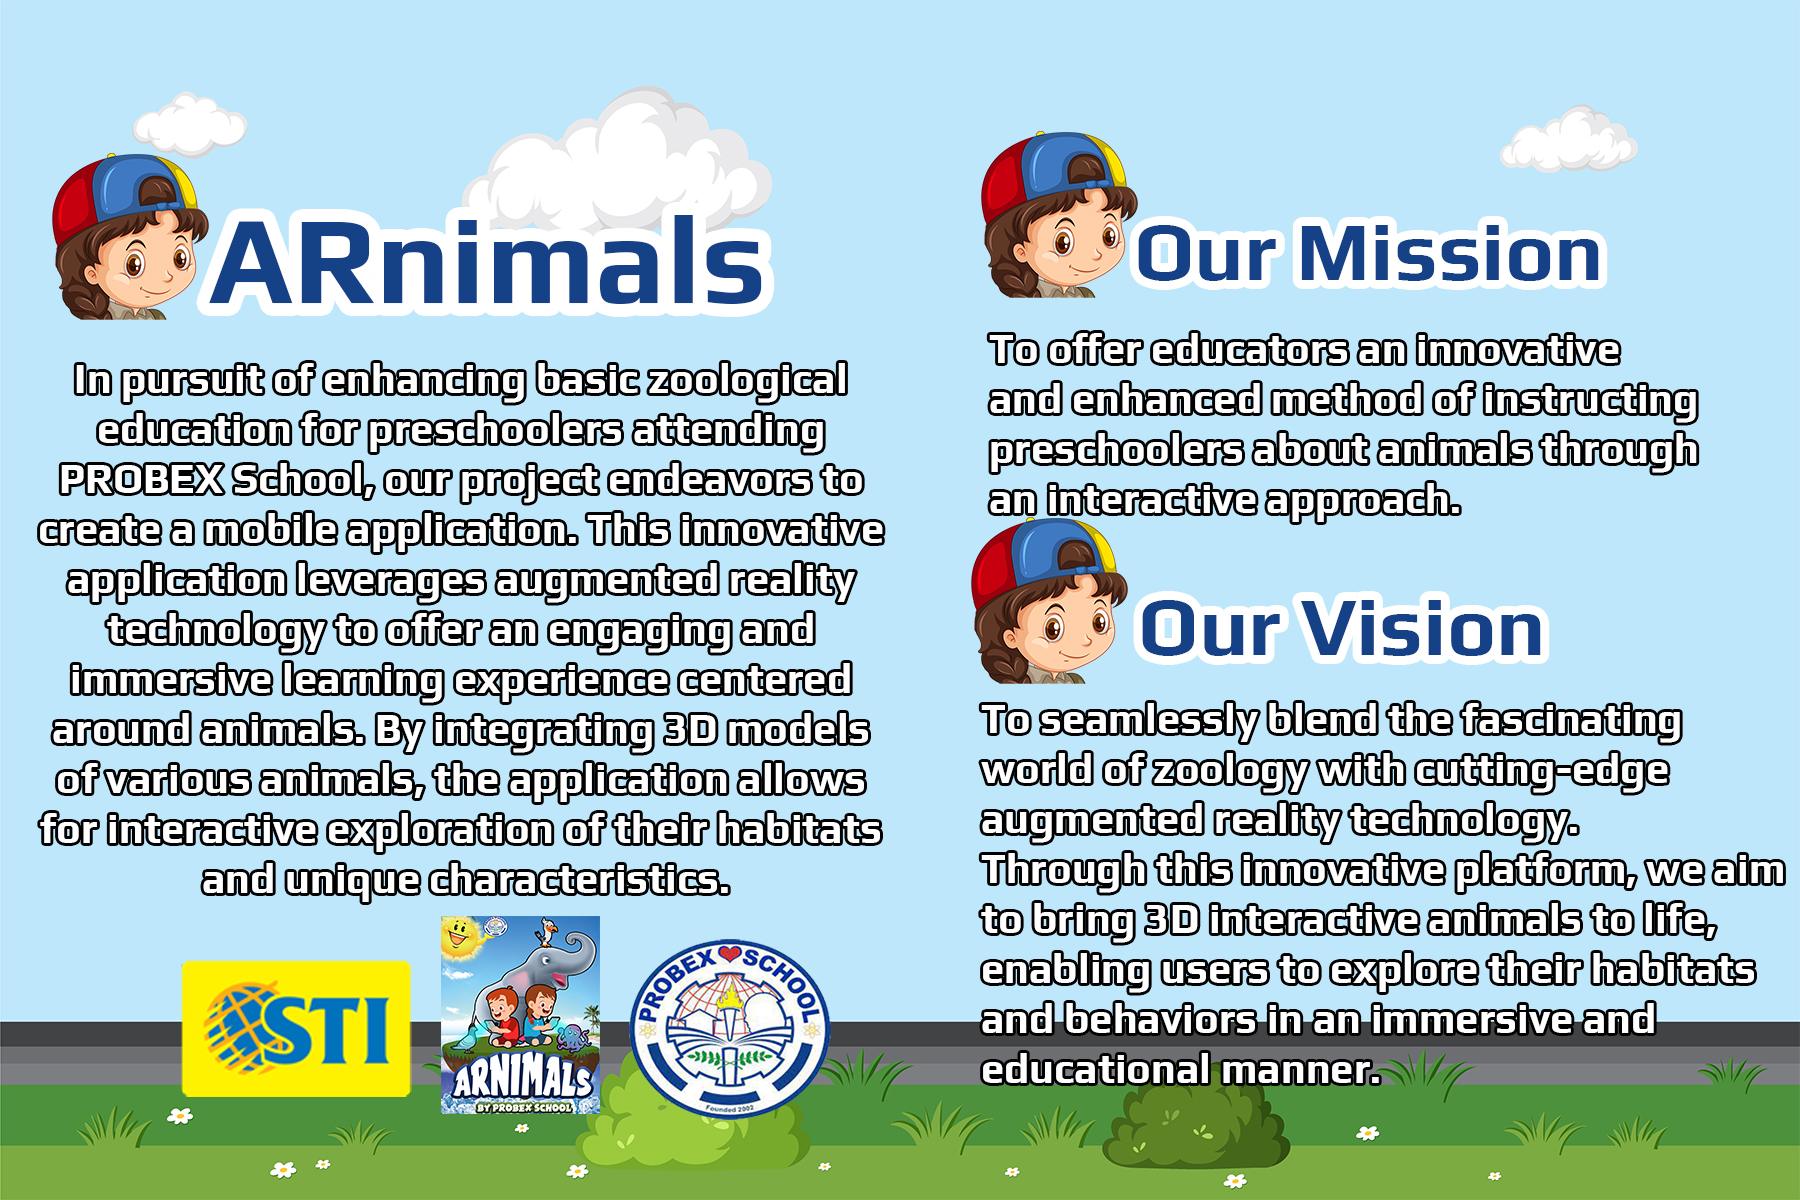 ARnimals
In pursuit of enhancing basic zoological
education for preschoolers attending
PROBEX School, our project endeavors to
create a mobile application. This innovative
application leverages augmented reality
technology to offer an engaging and
immersive learning experience centered
around animals. By integrating 3D models
of various animals, the application allows
for interactive exploration of their habitats
and unique characteristics.
STI
ARNIMALS
BY PROBEX SCHOOL
PROBEX SCHOOL
Founded 2002
Our Mission
To offer educators an innovative
and enhanced method of instructing
preschoolers about animals through
an interactive approach.
Our Vision
To seamlessly blend the fascinating
world of zoology with cutting-edge
augmented reality technology.
Through this innovative platform, we aim
to bring 3D interactive animals to life,
enabling users to explore their habitats
and behaviors in an immersive and
educational manner.